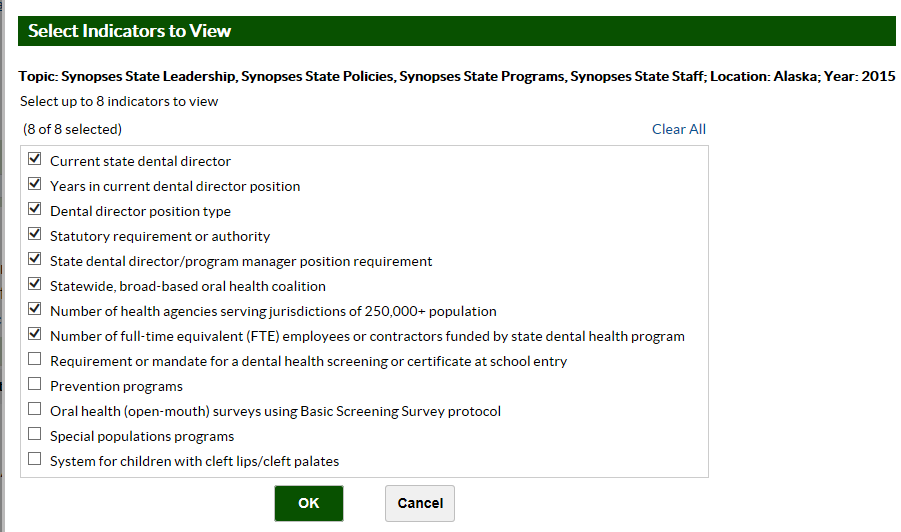 Select Indicators to View
Topic: Synopses State Leadership, Synopses State Policies, Synopses State Programs, Synopses State Staff; Location: Alaska; Year: 2015
Select up to 8 indicators to view
(8 of 8 selected)
Clear All
Current state dental director
Years in current dental director position
Dental director position type
Statutory requirement or authority
State dental director/program manager position requirement
Statewide, broad-based oral health coalition
Number of health agencies serving jurisdictions of 250,000+ population
Number of full-time equivalent (FTE) employees or contractors funded by state dental health program
Requirement or mandate for a dental health screening or certificate at school entry
Prevention programs
Oral health (open-mouth) surveys using Basic Screening Survey protocol
Special populations programs
System for children with cleft lips/cleft palates
OK
Cancel